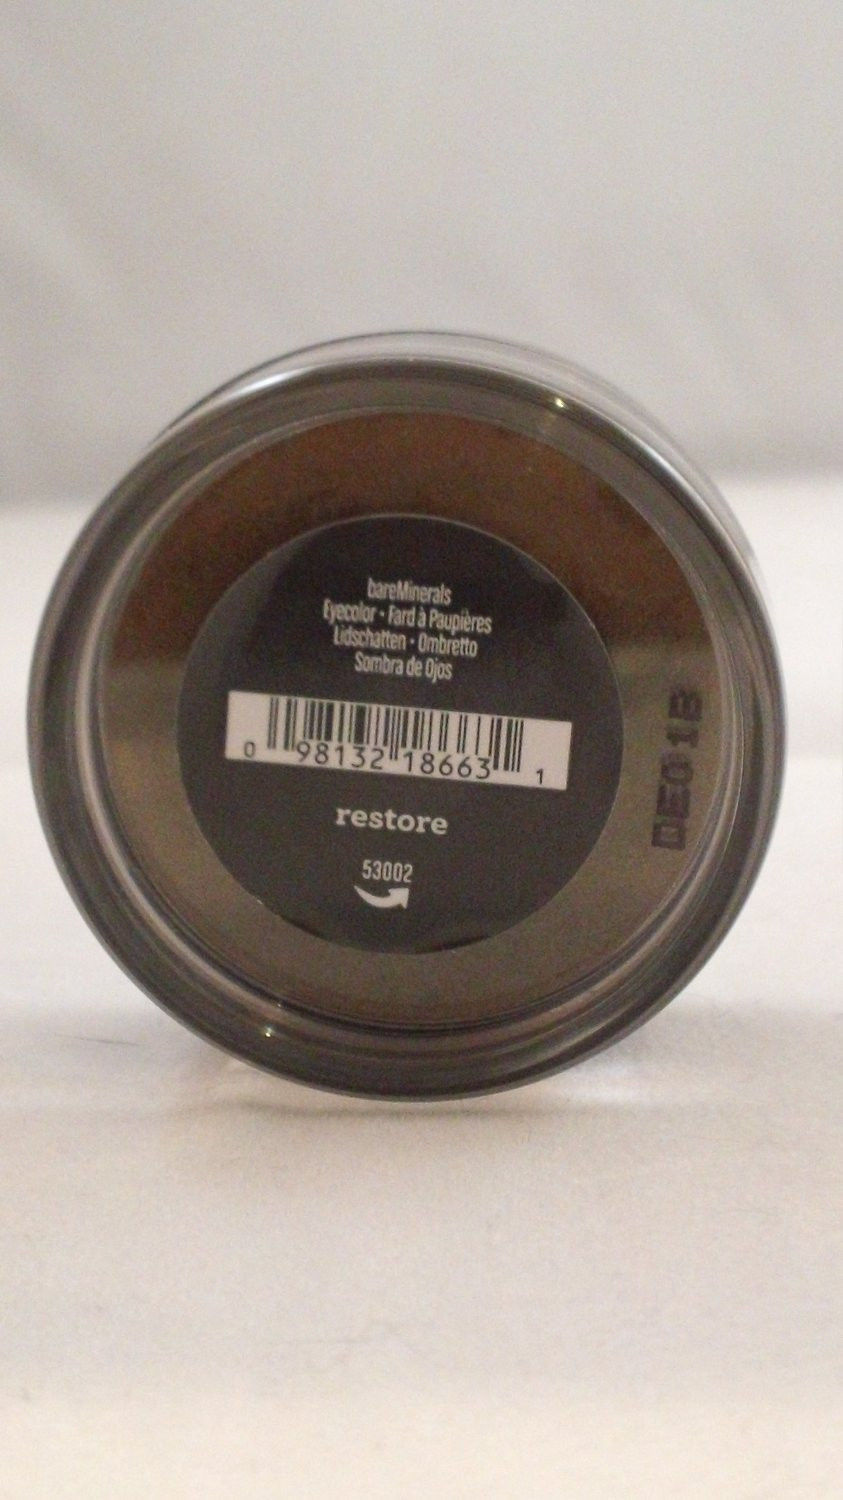 bareMinerals
Eyecolor · Fard à Paupières
Lidschatten · Ombretto
Sombra de Ojos
0 98132 18663 1
restore
53002
DE01B